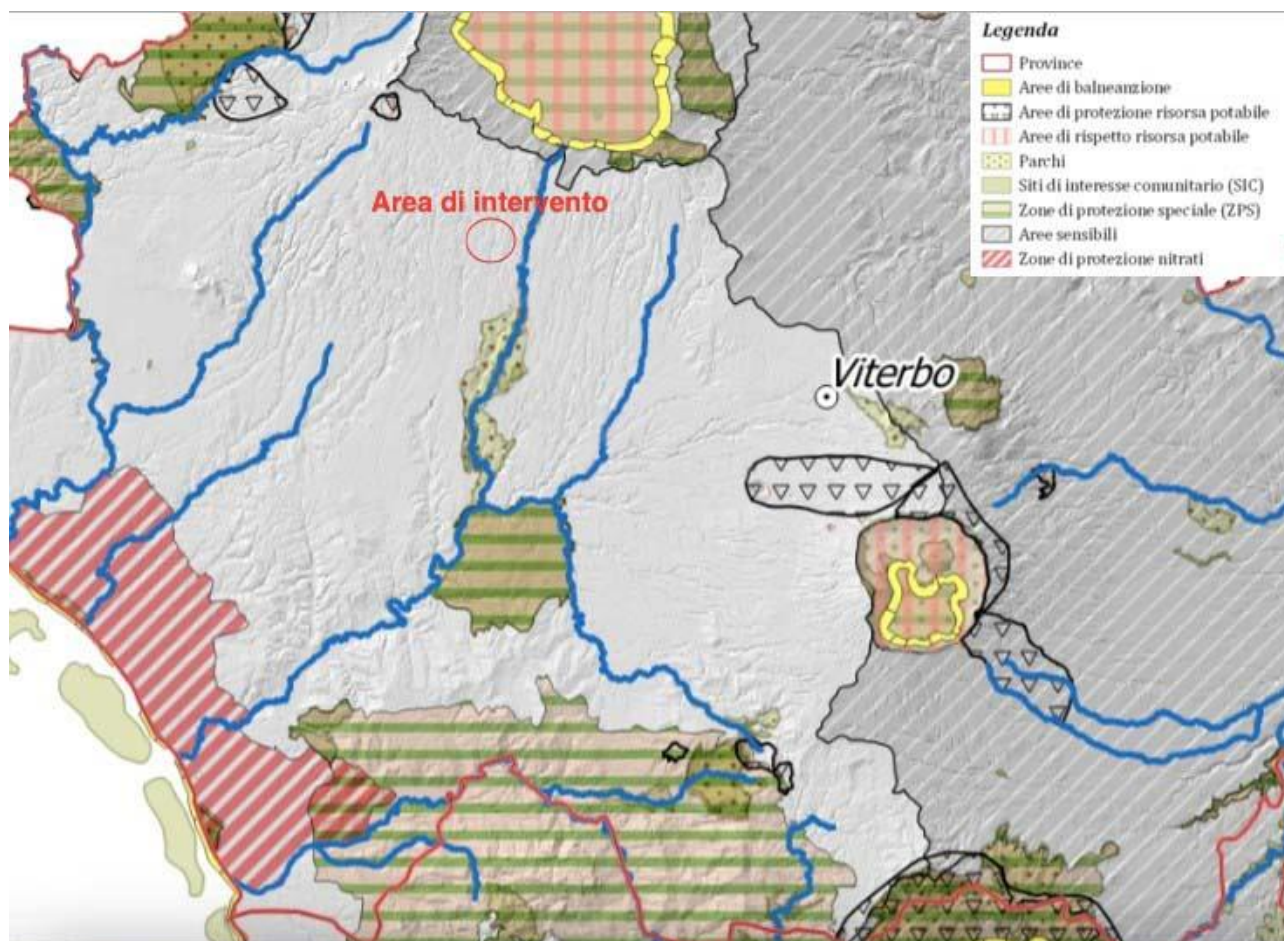 Legenda
Province
Aree di balneanzione
Aree di protezione risorsa potabile
Aree di rispetto risorsa potabile
Parchi
Siti di interesse comunitario (SIC)
Zone di protezione speciale (ZPS)
Aree sensibili
Zone di protezione nitrati
Area di intervento
Viterbo